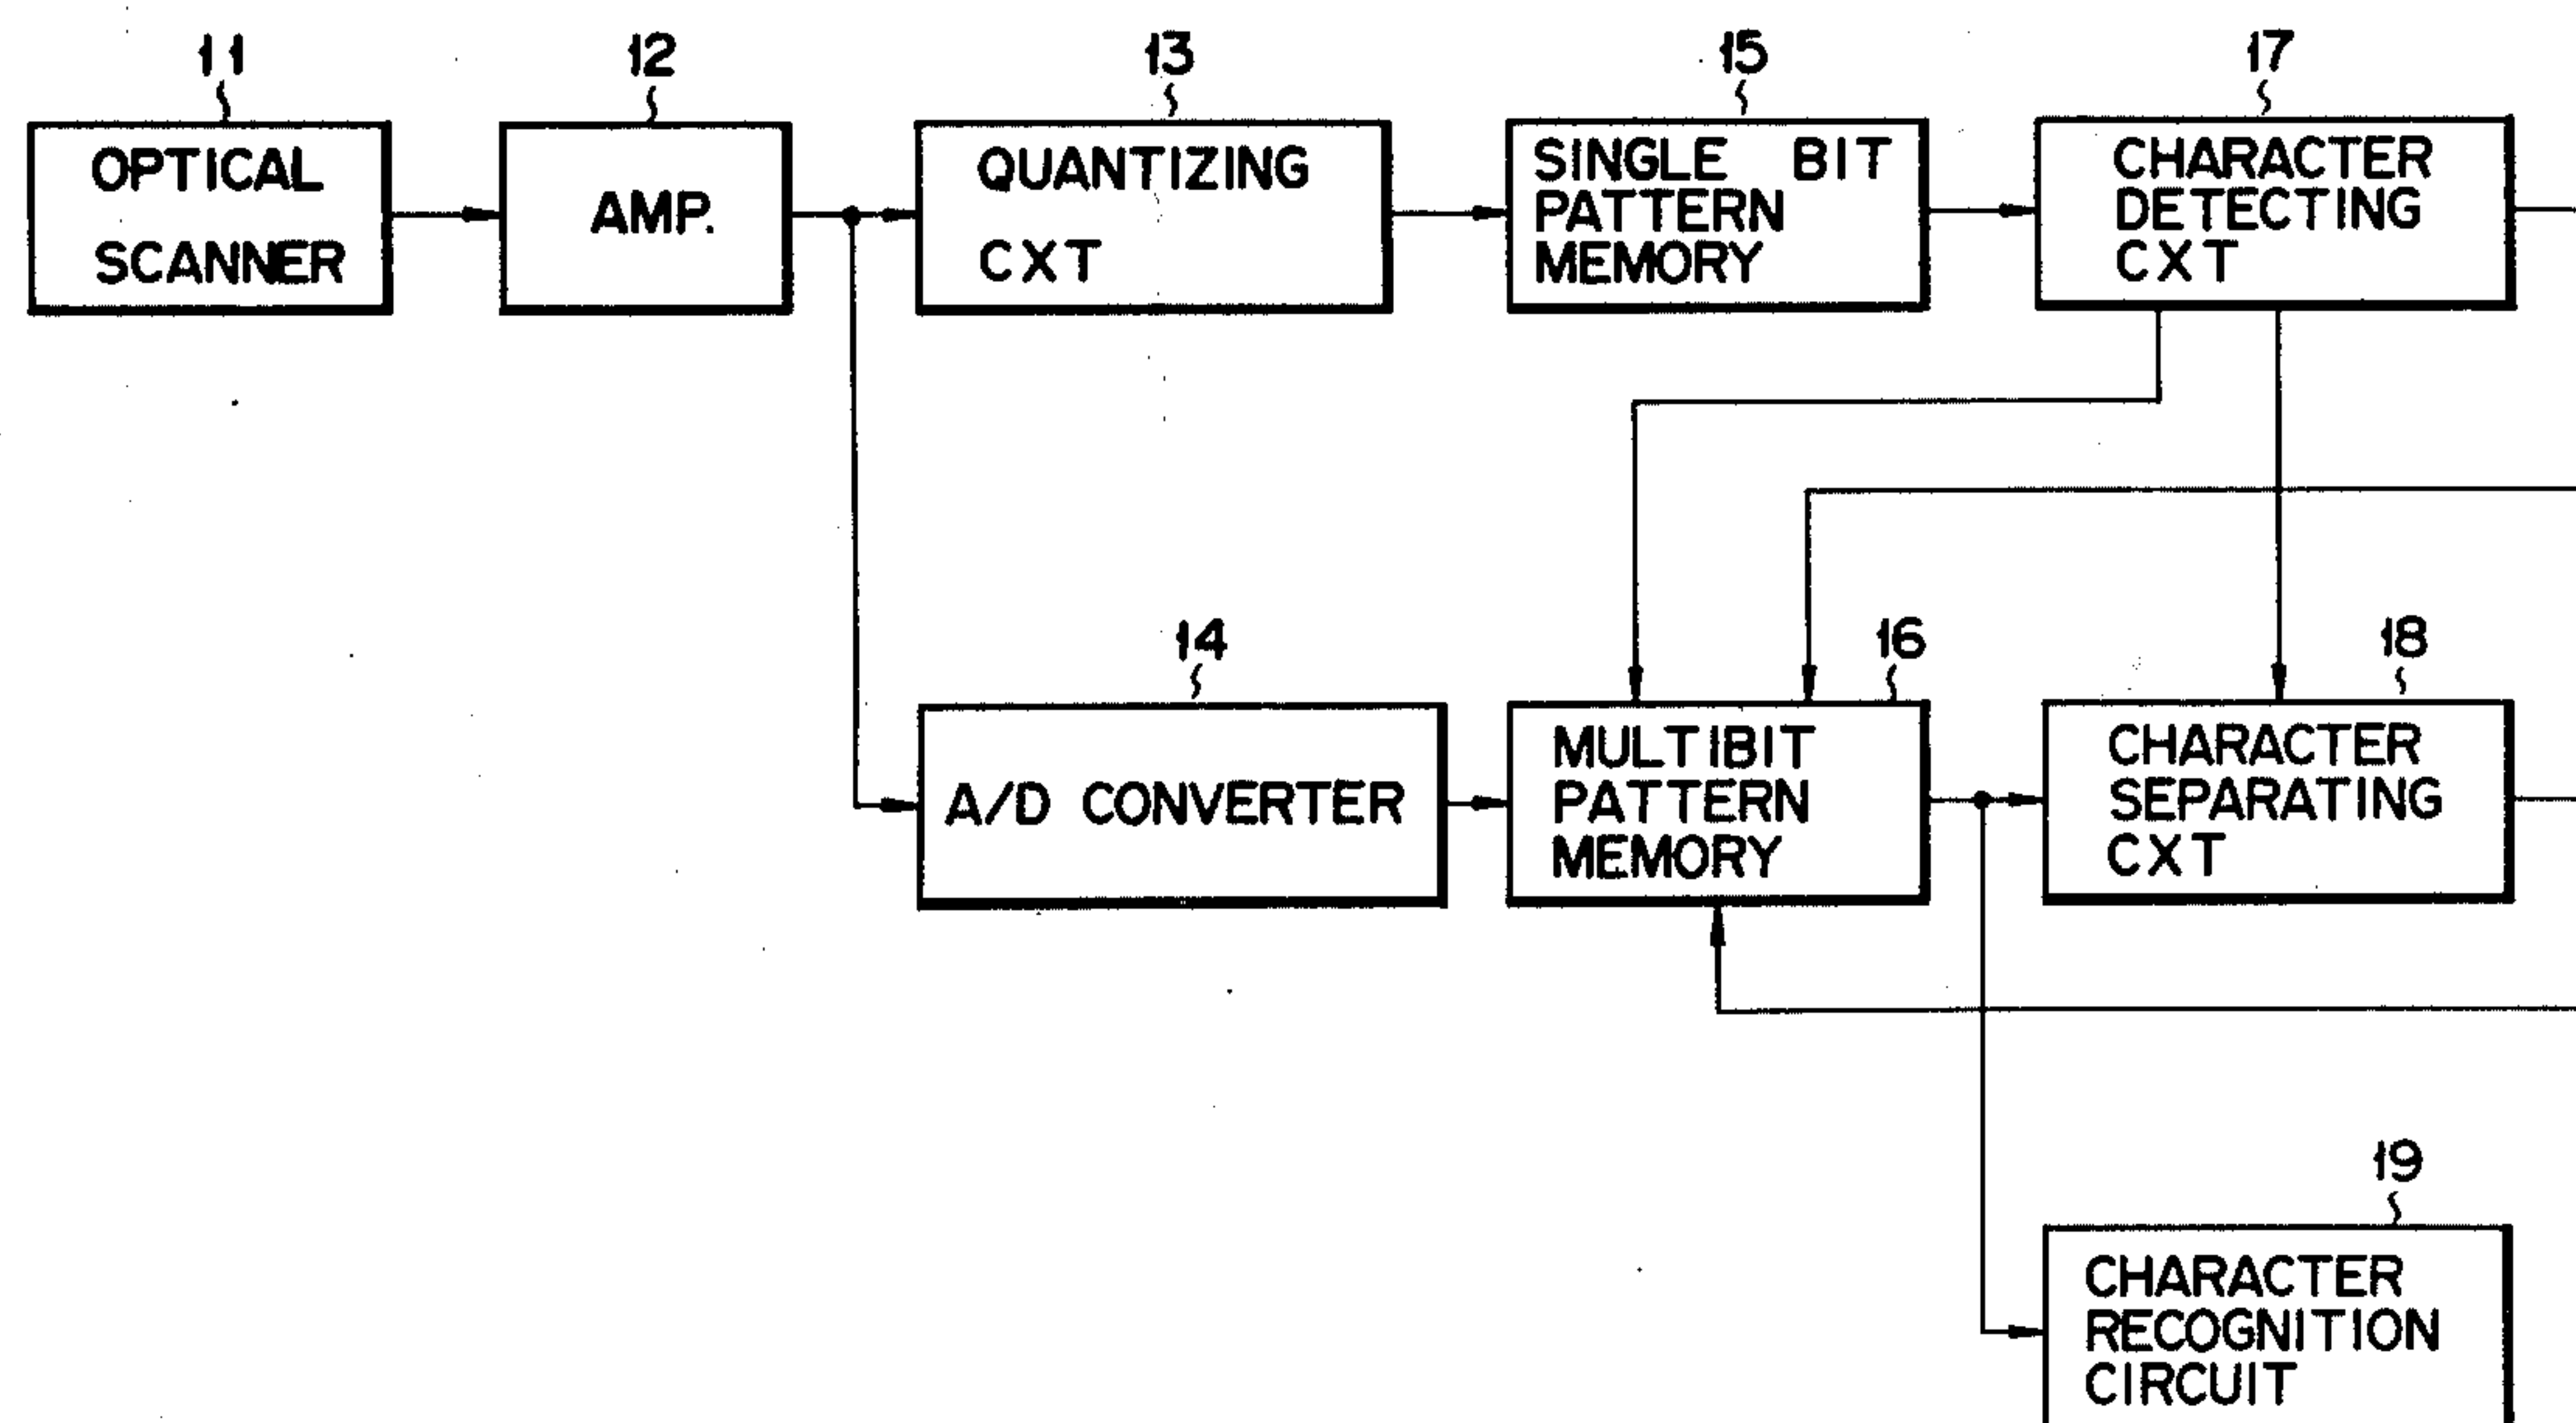 11
OPTICAL
SCANNER
12
AMP.
13
QUANTIZING
CXT
15
SINGLE BIT
PATTERN
MEMORY
17
CHARACTER
DETECTING
CXT
14
A/D CONVERTER
16
MULTIBIT
PATTERN
MEMORY
18
CHARACTER
SEPARATING
CXT
19
CHARACTER
RECOGNITION
CIRCUIT